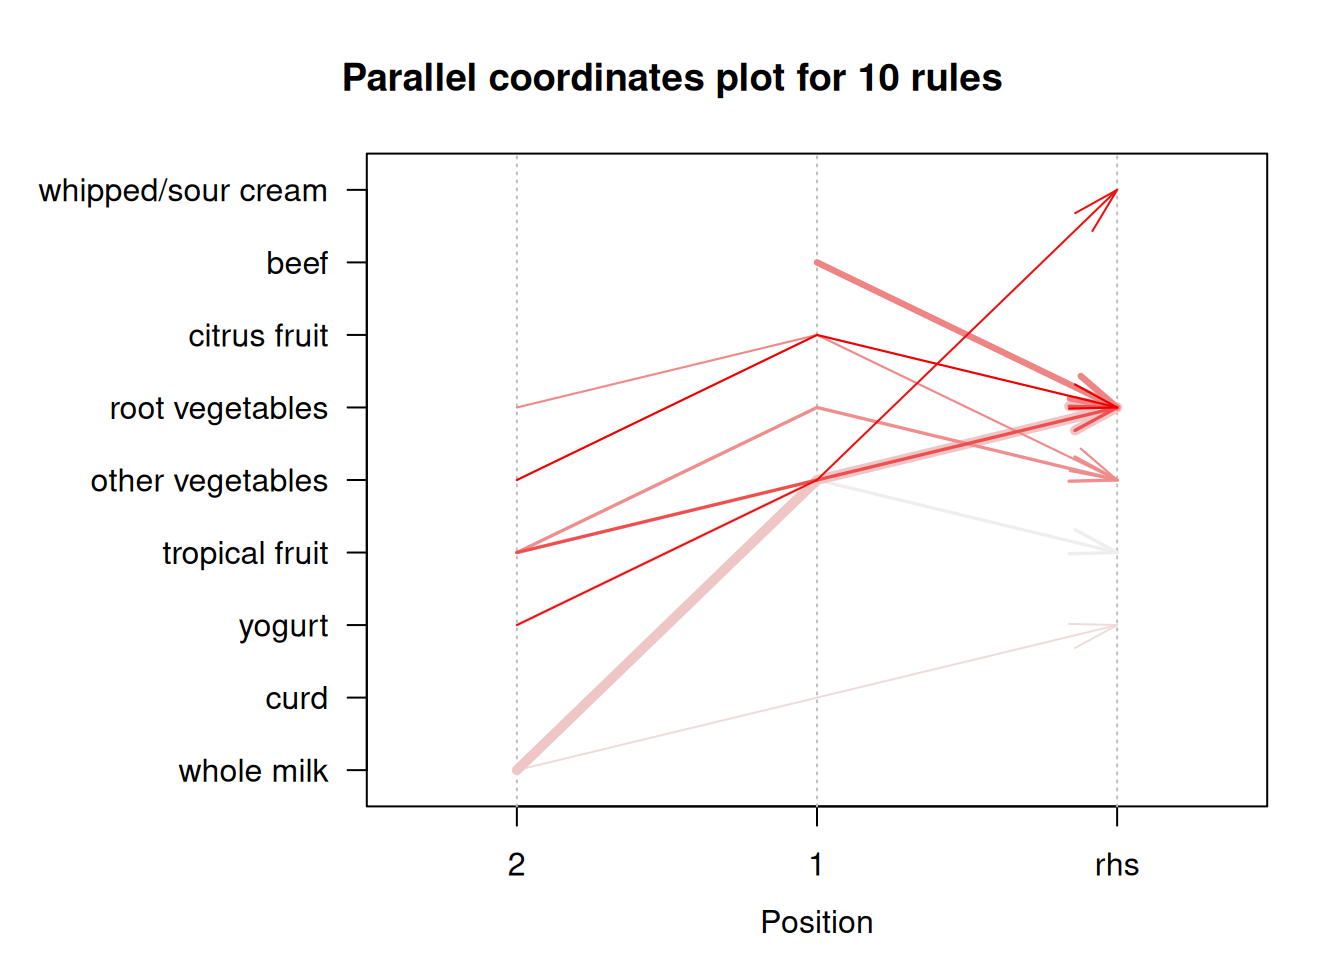 Parallel coordinates plot for 10 rules
whipped/sour cream
beef
citrus fruit
root vegetables
other vegetables
tropical fruit
yogurt
curd
whole milk
2 1 rhs
Position